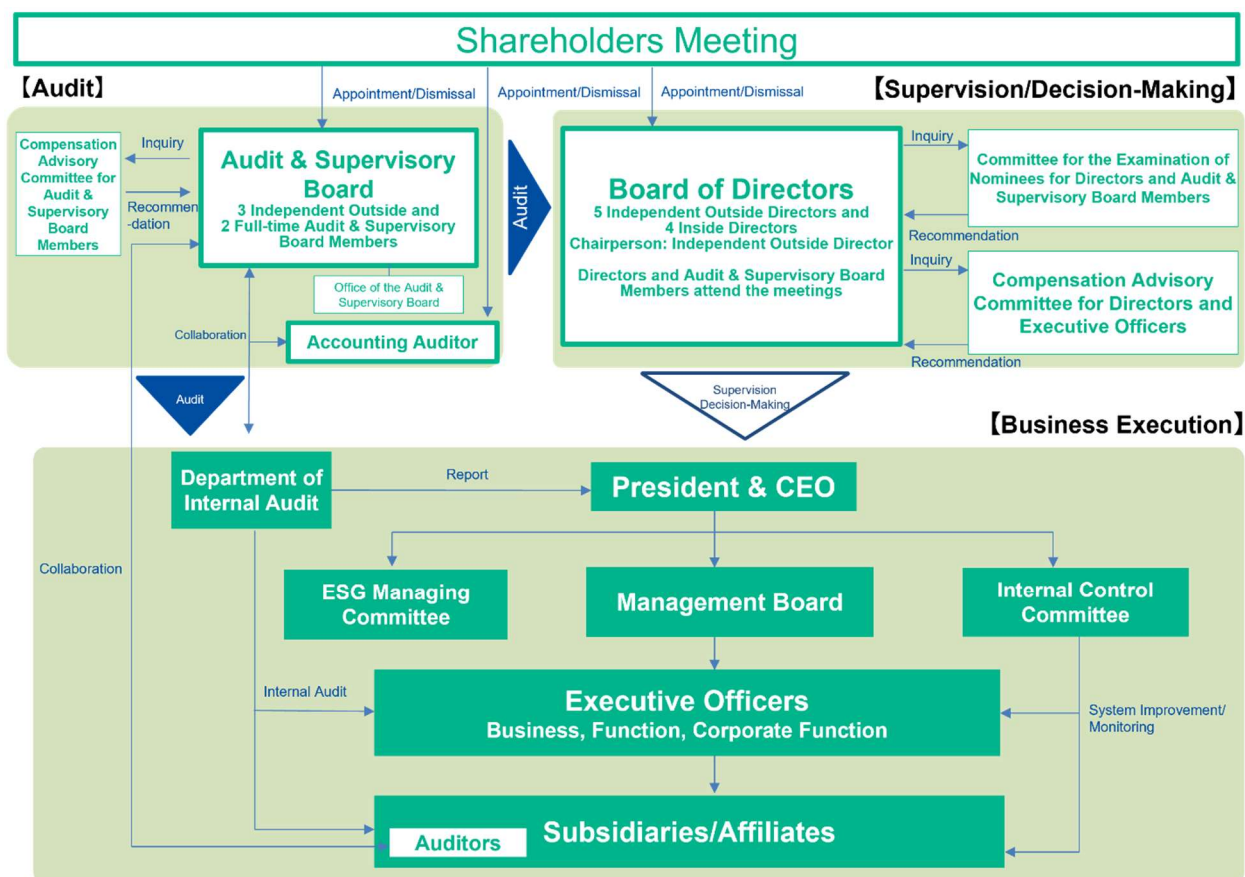 Shareholders Meeting
【Audit】
Appointment/Dismissal
Appointment/Dismissal
Appointment/Dismissal
【Supervision/Decision-Making】
Compensation
Advisory
Committee for
Audit &
Supervisory
Board
Members
Inquiry
Recommen
-dation
Audit & Supervisory
Board
3 Independent Outside and
2 Full-time Audit & Supervisory
Board Members
Office of the Audit &
Supervisory Board
Collaboration
Accounting Auditor
Audit
Audit
Board of Directors
5 Independent Outside Directors and
4 Inside Directors
Chairperson: Independent Outside Director
Directors and Audit & Supervisory Board
Members attend the meetings
Inquiry
Committee for the Examination of
Nominees for Directors and Audit &
Supervisory Board Members
Recommendation
Inquiry
Compensation Advisory
Committee for Directors and
Executive Officers
Recommendation
Supervision
Decision-Making
【Business Execution】
Department of
Internal Audit
Report
President & CEO
Collaboration
ESG Managing
Committee
Management Board
Internal Control
Committee
Internal Audit
Executive Officers
Business, Function, Corporate Function
System Improvement/
Monitoring
Subsidiaries/Affiliates
Auditors